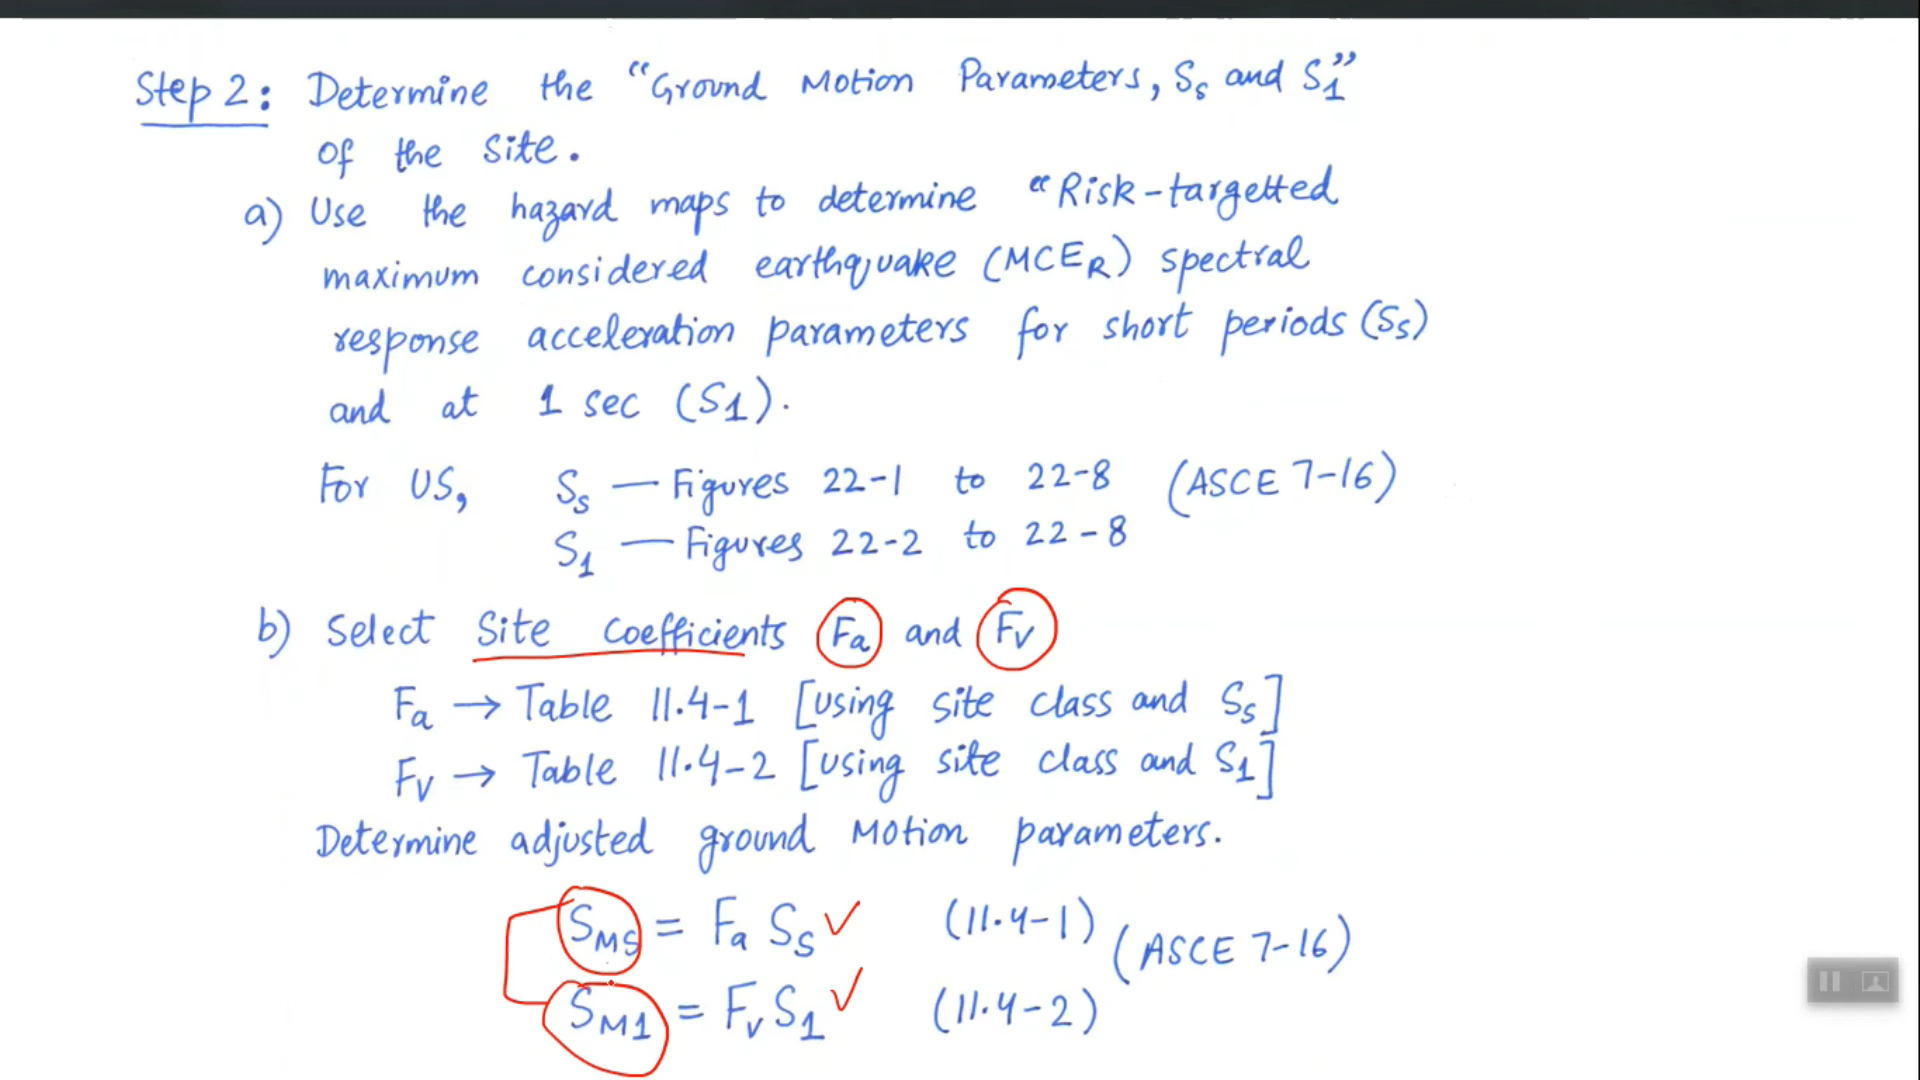 Step 2: Determine the "Ground Motion Parameters, Ss and S1"
of the site.
a) Use the hazard maps to determine "Risk-targetted
maximum considered earthquake (MCER) spectral
response acceleration parameters for short periods (Ss)
and at 1 sec (S1).
For US, Ss — Figures 22-1 to 22-8 (ASCE 7-16)
S1 — Figures 22-2 to 22-8
b) Select Site Coefficients Fa and Fv
Fa → Table 11.4-1 [using site class and Ss]
Fv → Table 11.4-2 [using site class and S1]
Determine adjusted ground motion parameters.
SMS = Fa Ss ✓ (11.4-1) (ASCE 7-16)
SM1 = Fv S1 ✓ (11.4-2)